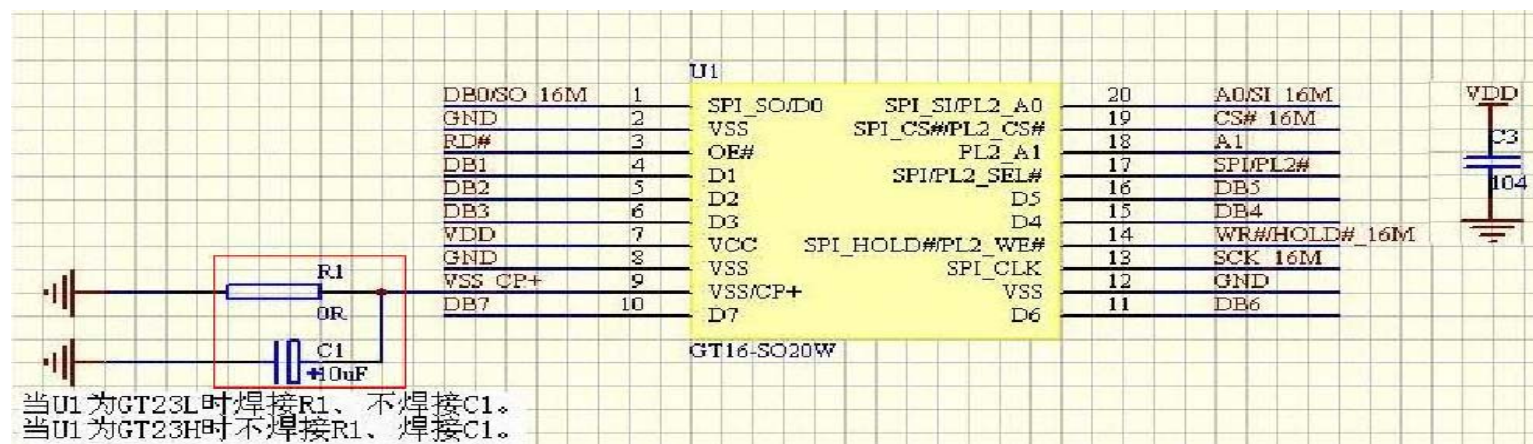 U1
DB0/SO_16M 1 SPI_SO/D0 SPI_SI/PL2_A0 20 A0/SI_16M
GND 2 VSS SPI_CS#/PL2_CS# 19 CS#_16M
RD# 3 OE# PL2_A1 18 A1
DB1 4 D1 SPI/PL2_SEL# 17 SPI/PL2#
DB2 5 D2 D5 16 DB5
DB3 6 D3 D4 15 DB4
VDD 7 VCC SPI_HOLD#/PL2_WE# 14 WR#/HOLD#_16M
GND 8 VSS SPI_CLK 13 SCK_16M
VSS_CP+ 9 VSS/CP+ VSS 12 GND
DB7 10 D7 D6 11 DB6
GT16-SO20W
VDD
C3
104
R1
0R
C1
+10uF
当U1为GT23L时焊接R1、不焊接C1。
当U1为GT23H时不焊接R1、焊接C1。